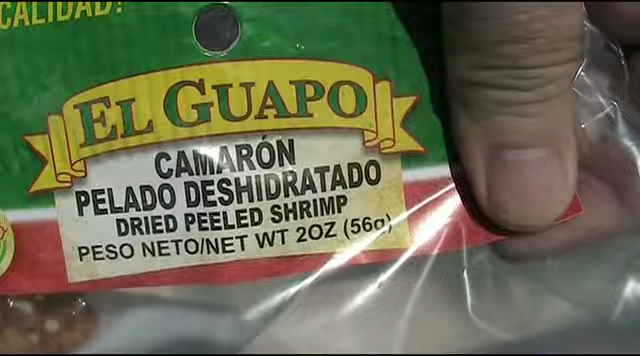 CALIDAD!
EL GUAPO
CAMARÓN
PELADO DESHIDRATADO
DRIED PEELED SHRIMP
PESO NETO/NET WT 2OZ (56g)